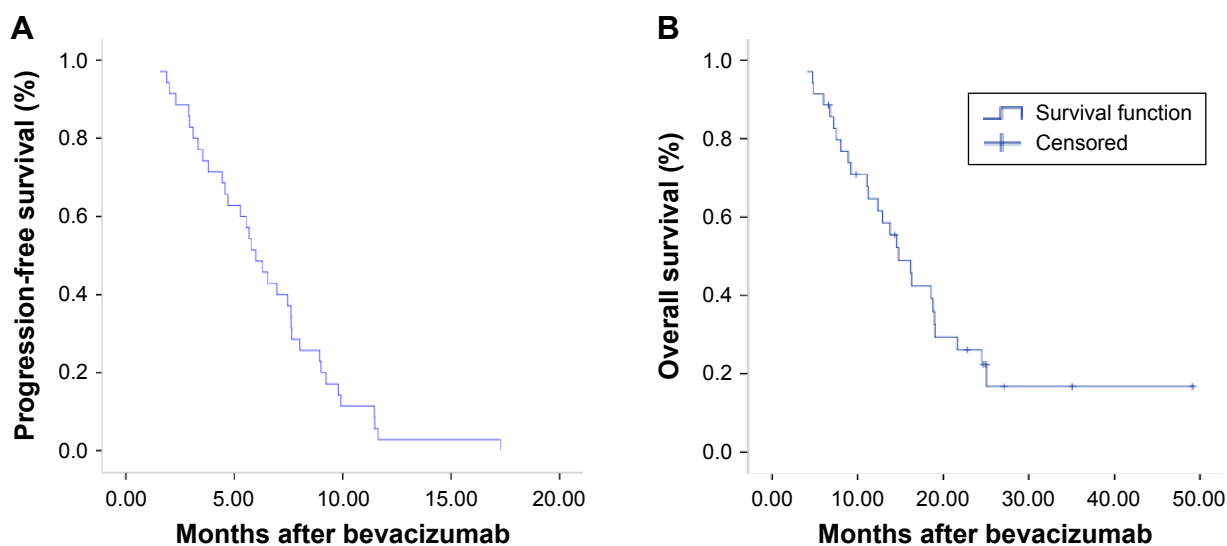 A
Progression-free survival (%)
1.0
0.8
0.6
0.4
0.2
0.0
0.00 5.00 10.00 15.00 20.00
Months after bevacizumab
B
Overall survival (%)
1.0
0.8
0.6
0.4
0.2
0.0
0.00 10.00 20.00 30.00 40.00 50.00
Months after bevacizumab
Survival function
Censored